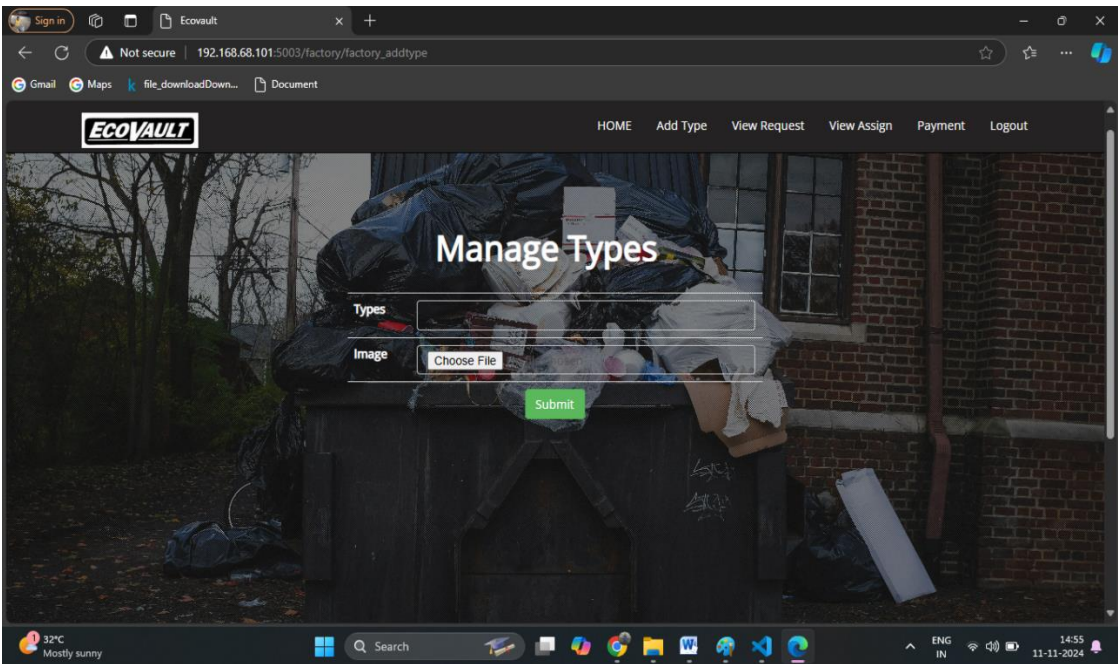 Sign in
Ecovault
Not secure 192.168.68.101:5003/factory/factory_addtype
Gmail Maps file_downloadDown... Document
ECOVAULT
HOME Add Type View Request View Assign Payment Logout
Manage Types
Types
Image Choose File
Submit
1
32°C
Mostly sunny
Search
ENG
IN
14:55
11-11-2024